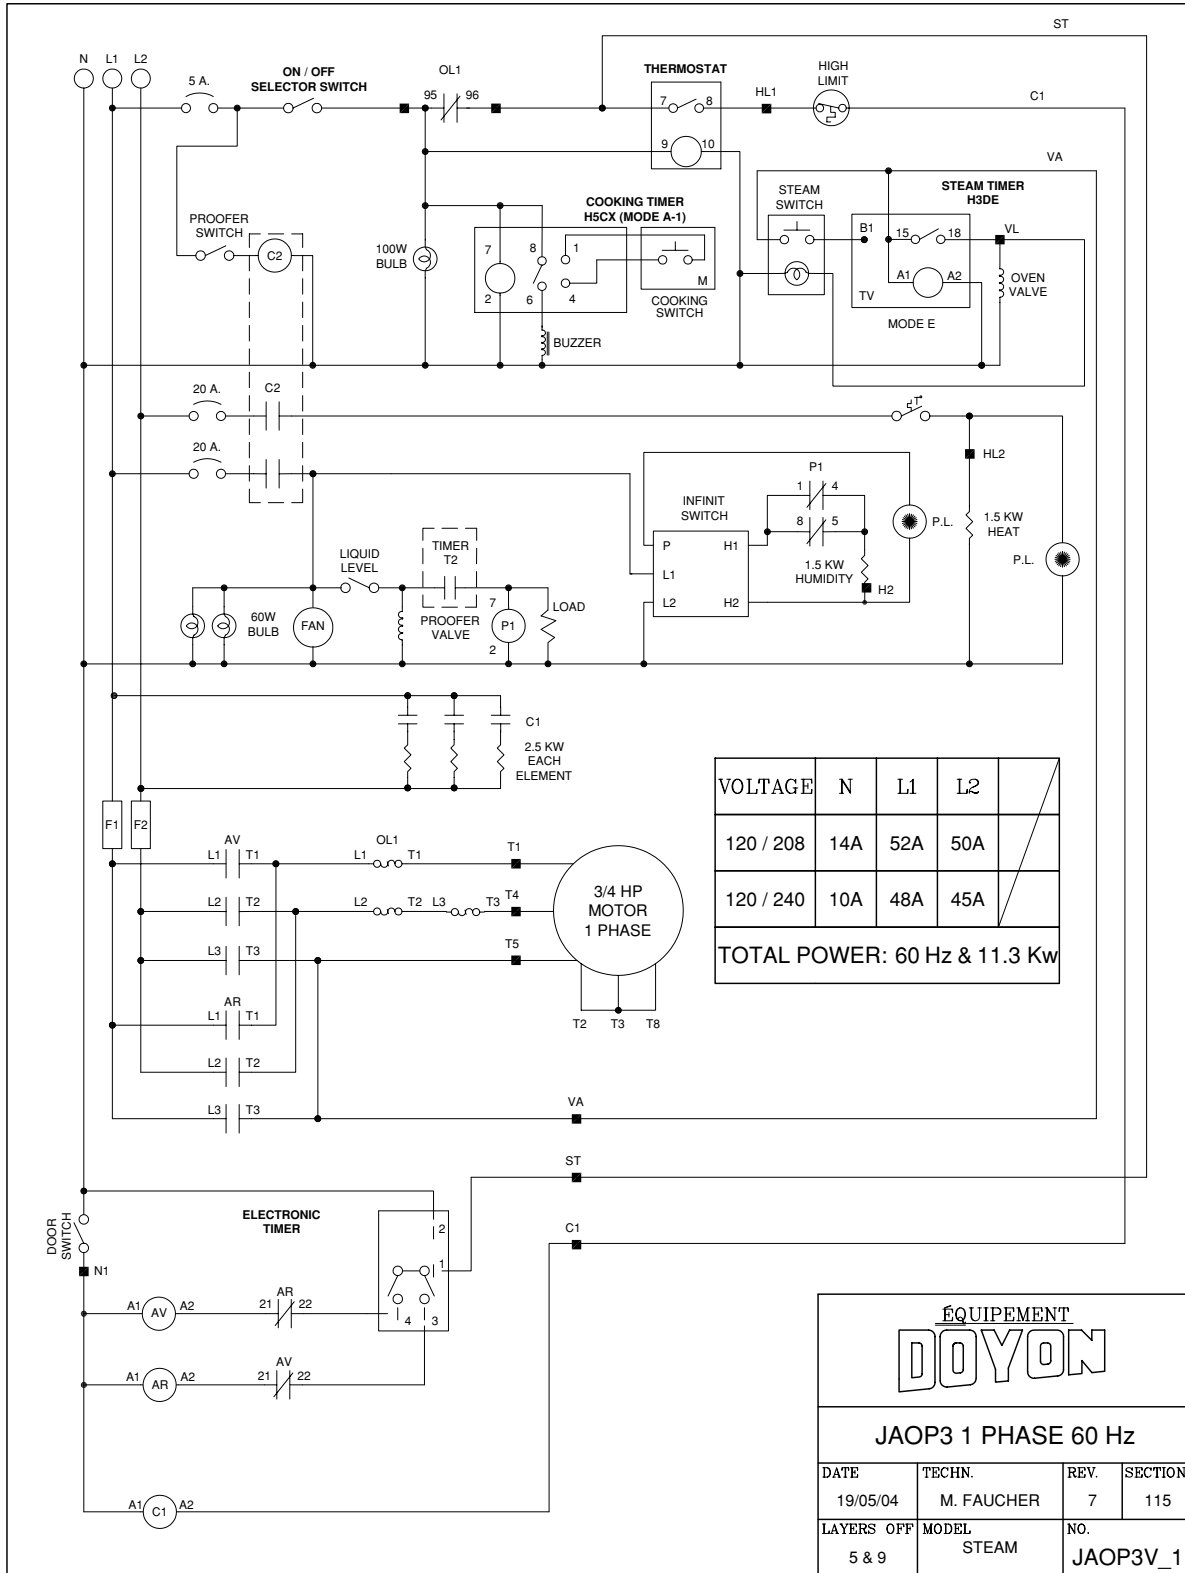 ST
N L1 L2
5 A.
ON / OFF
SELECTOR SWITCH
OL1
95 96
THERMOSTAT
7 8
9 10
HL1
HIGH
LIMIT
C1
VA
PROOFER
SWITCH
C2
100W
BULB
COOKING TIMER
H5CX (MODE A-1)
7 8 1
2 6 4
M
COOKING
SWITCH
BUZZER
STEAM
SWITCH
STEAM TIMER
H3DE
B1 15 18
A1 A2
TV
MODE E
VL
OVEN
VALVE
20 A.
C2
T°
20 A.
HL2
P1
1 4
8 5
INFINIT
SWITCH
P H1
L1
L2 H2
1.5 KW
HUMIDITY
H2
P.L.
1.5 KW
HEAT
P.L.
LIQUID
LEVEL
TIMER
T2
PROOFER
VALVE
60W
BULB
FAN
7
P1
2
LOAD
C1
2.5 KW
EACH
ELEMENT
F1 F2
AV
L1 T1
OL1
L1 T1
T1
L2 T2
L2 T2 L3 T3 T4
L3 T3
T5
3/4 HP
MOTOR
1 PHASE
T2 T3 T8
AR
L1 T1
L2 T2
L3 T3
VA
VOLTAGE N L1 L2
120 / 208 14A 52A 50A
120 / 240 10A 48A 45A
TOTAL POWER: 60 Hz & 11.3 Kw
ST
C1
DOOR
SWITCH
N1
ELECTRONIC
TIMER
2
1
4 3
A1 AV A2
AR
21 22
A1 AR A2
AV
21 22
A1 C1 A2
ÉQUIPEMENT
DOYON
JAOP3 1 PHASE 60 Hz
DATE TECHN. REV. SECTION
19/05/04 M. FAUCHER 7 115
LAYERS OFF MODEL NO.
5 & 9 STEAM JAOP3V_1